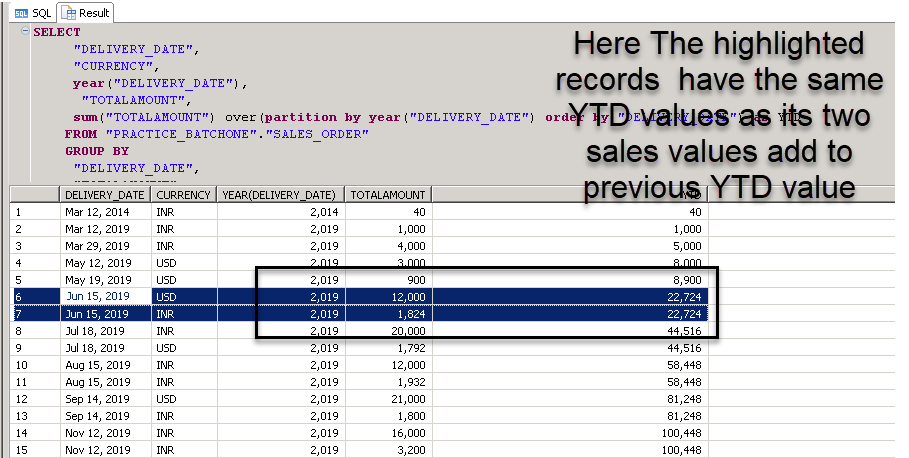 SQL Result
SELECT
"DELIVERY_DATE",
"CURRENCY",
year("DELIVERY_DATE"),
"TOTALAMOUNT",
sum("TOTALAMOUNT") over(partition by year("DELIVERY_DATE") order by "DELIVERY_DATE") YTD
FROM "PRACTICE_BATCHONE"."SALES_ORDER"
GROUP BY
"DELIVERY_DATE",
Here The highlighted
records have the same
YTD values as its two
sales values add to
previous YTD value
DELIVERY_DATE CURRENCY YEAR(DELIVERY_DATE) TOTALAMOUNT YTD
1 Mar 12, 2014 INR 2,014 40 40
2 Mar 12, 2019 INR 2,019 1,000 1,000
3 Mar 29, 2019 INR 2,019 4,000 5,000
4 May 12, 2019 USD 2,019 3,000 8,000
5 May 19, 2019 USD 2,019 900 8,900
6 Jun 15, 2019 USD 2,019 12,000 22,724
7 Jun 15, 2019 INR 2,019 1,824 22,724
8 Jul 18, 2019 INR 2,019 20,000 44,516
9 Jul 18, 2019 USD 2,019 1,792 44,516
10 Aug 15, 2019 INR 2,019 12,000 58,448
11 Aug 15, 2019 INR 2,019 1,932 58,448
12 Sep 14, 2019 USD 2,019 21,000 81,248
13 Sep 14, 2019 INR 2,019 1,800 81,248
14 Nov 12, 2019 INR 2,019 16,000 100,448
15 Nov 12, 2019 INR 2,019 3,200 100,448